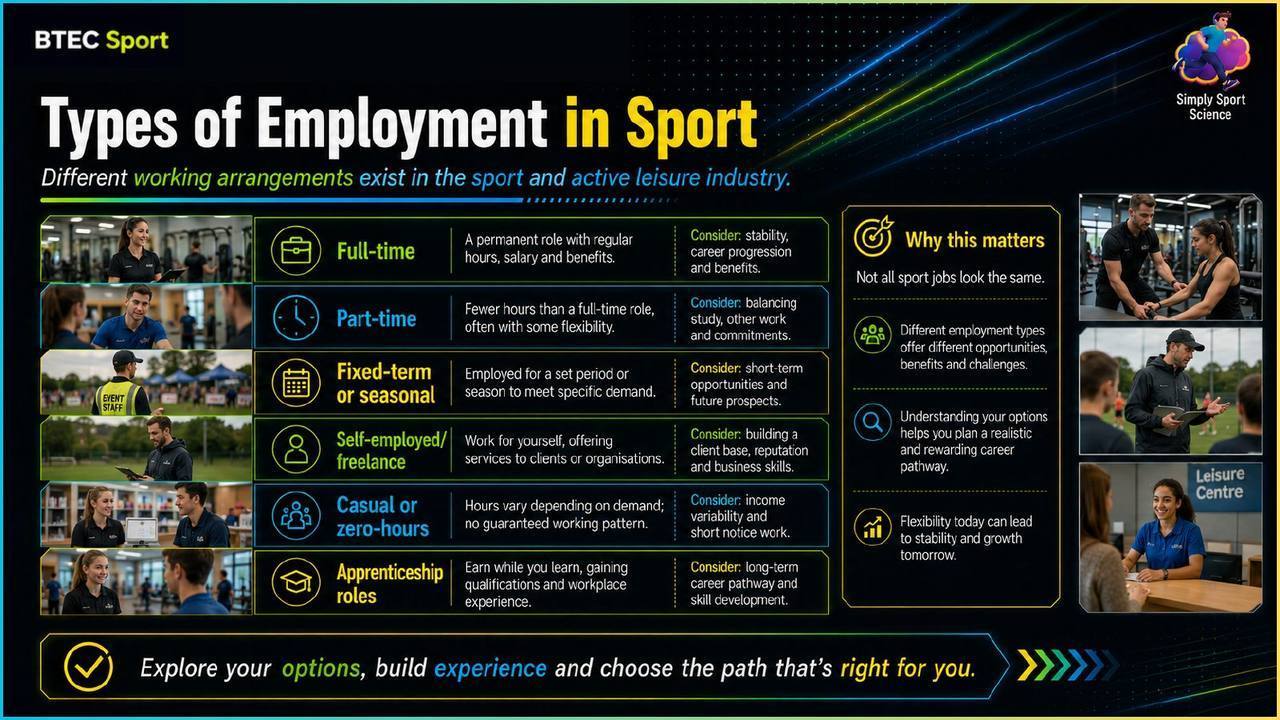 BTEC Sport
Simply Sport
Science
Types of Employment in Sport
Different working arrangements exist in the sport and active leisure industry.
Full-time
A permanent role with regular
hours, salary and benefits.
Consider: stability,
career progression
and benefits.
Part-time
Fewer hours than a full-time role,
often with some flexibility.
Consider: balancing
study, other work
and commitments.
EVENT
STAFF
Fixed-term
or seasonal
Employed for a set period or
season to meet specific demand.
Consider: short-term
opportunities and
future prospects.
Self-employed/
freelance
Work for yourself, offering
services to clients or organisations.
Consider: building a
client base, reputation
and business skills.
Casual or
zero-hours
Hours vary depending on demand;
no guaranteed working pattern.
Consider: income
variability and
short notice work.
Apprenticeship
roles
Earn while you learn, gaining
qualifications and workplace
experience.
Consider: long-term
career pathway and
skill development.
Why this matters
Not all sport jobs look the same.
Different employment types
offer different opportunities,
benefits and challenges.
Understanding your options
helps you plan a realistic
and rewarding career
pathway.
Flexibility today can lead
to stability and growth
tomorrow.
Leisure
Centre
Explore your options, build experience and choose the path that's right for you.